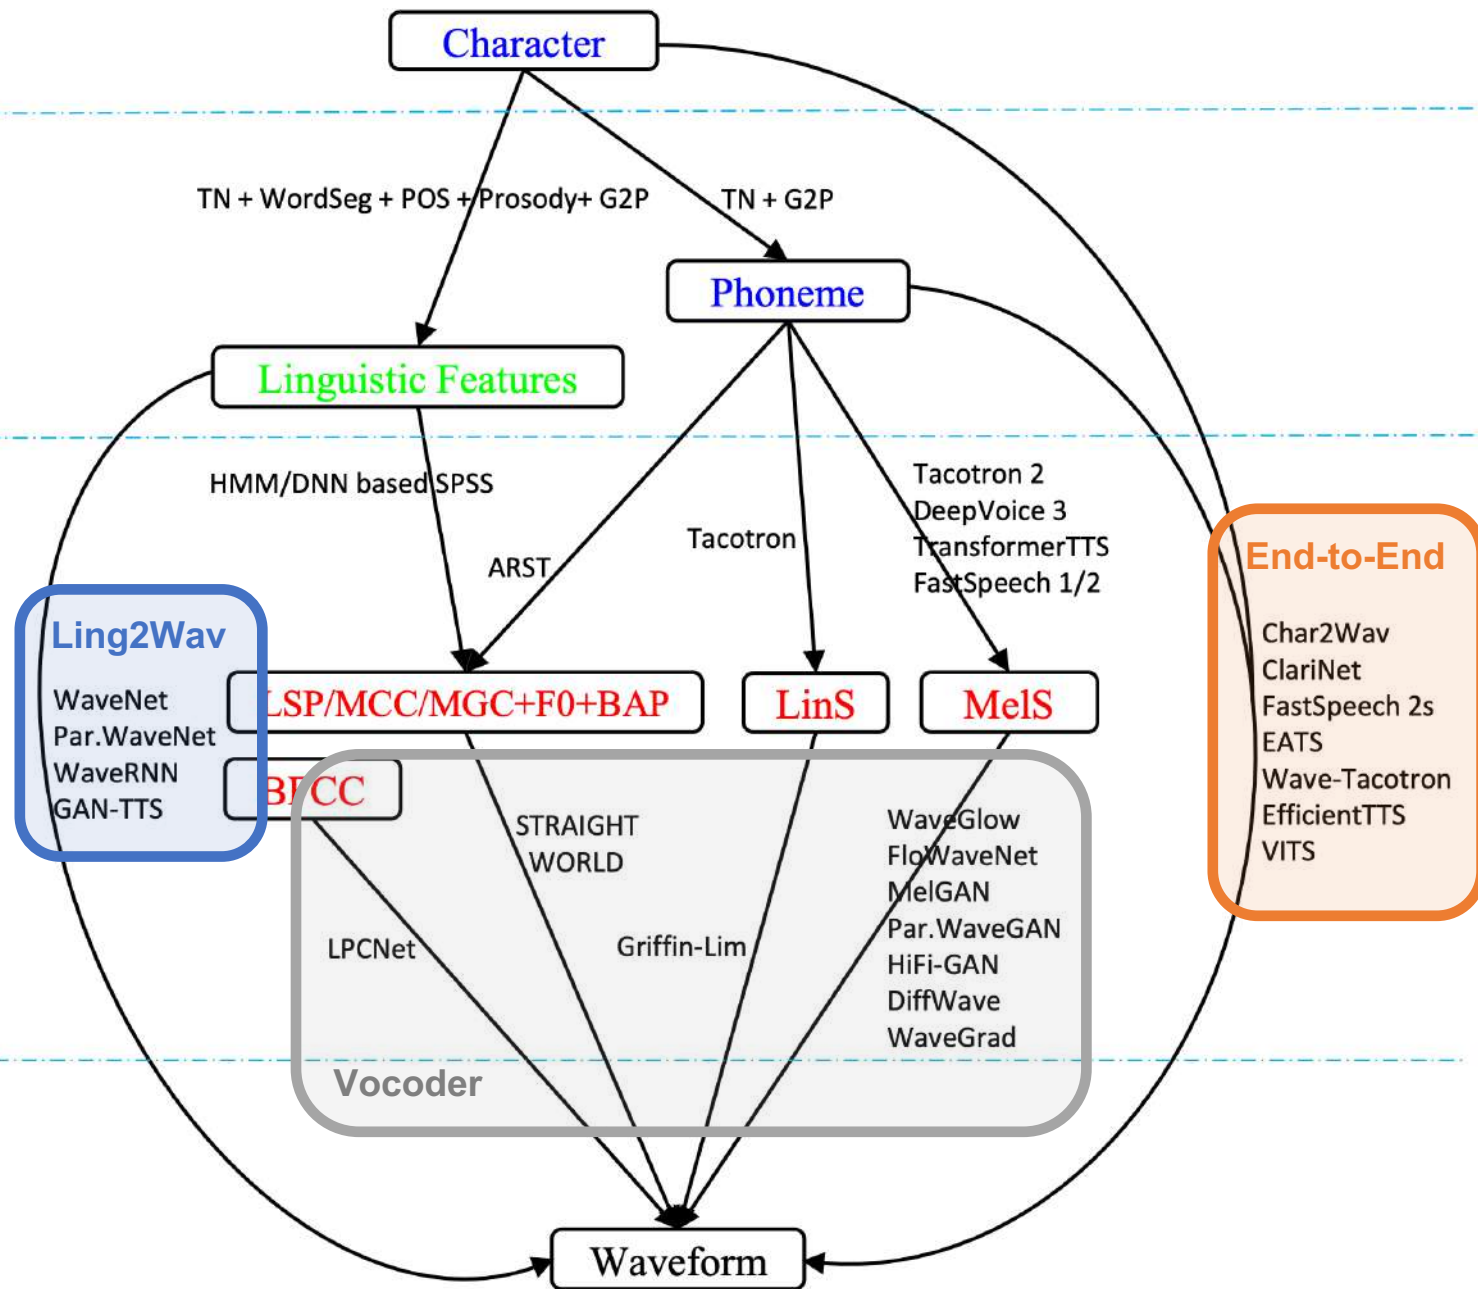 Character
TN + WordSeg + POS + Prosody+ G2P
TN + G2P
Phoneme
Linguistic Features
HMM/DNN based SPSS
ARST
Tacotron
Tacotron 2
DeepVoice 3
TransformerTTS
FastSpeech 1/2
End-to-End
Char2Wav
ClariNet
FastSpeech 2s
EATS
Wave-Tacotron
EfficientTTS
VITS
Ling2Wav
WaveNet
Par.WaveNet
WaveRNN
GAN-TTS
LSP/MCC/MGC+F0+BAP
LinS
MelS
BFCC
STRAIGHT
WORLD
LPCNet
Griffin-Lim
WaveGlow
FloWaveNet
MelGAN
Par.WaveGAN
HiFi-GAN
DiffWave
WaveGrad
Vocoder
Waveform